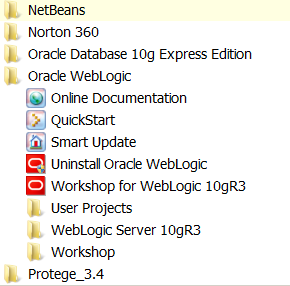 NetBeans
Norton 360
Oracle Database 10g Express Edition
Oracle WebLogic
Online Documentation
QuickStart
Smart Update
Uninstall Oracle WebLogic
Workshop for WebLogic 10gR3
User Projects
WebLogic Server 10gR3
Workshop
Protege_3.4